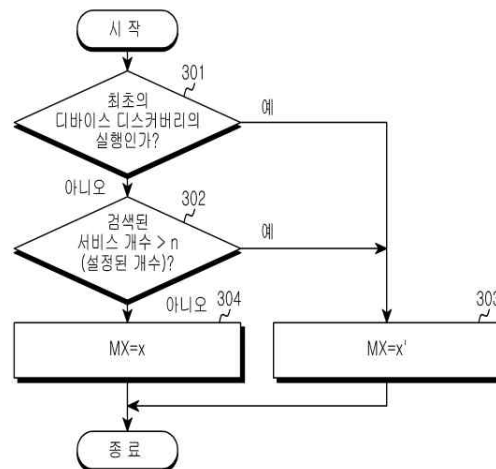 시 작
301
최초의
디바이스 디스커버리의
실행인가?
예
아니오
302
검색된
서비스 개수 > n
(설정된 개수)?
예
아니오
304
303
MX=x
MX=x'
종 료